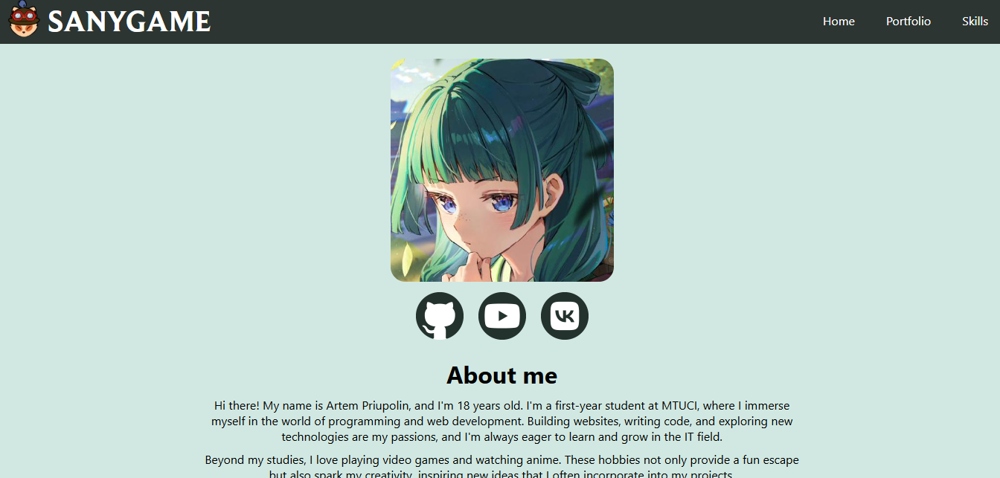 SANYGAME
Home
Portfolio
Skills
About me
Hi there! My name is Artem Priupolin, and I'm 18 years old. I'm a first-year student at MTUCI, where I immerse
myself in the world of programming and web development. Building websites, writing code, and exploring new
technologies are my passions, and I'm always eager to learn and grow in the IT field.
Beyond my studies, I love playing video games and watching anime. These hobbies not only provide a fun escape
but also spark my creativity, inspiring new ideas that I often incorporate into my projects.